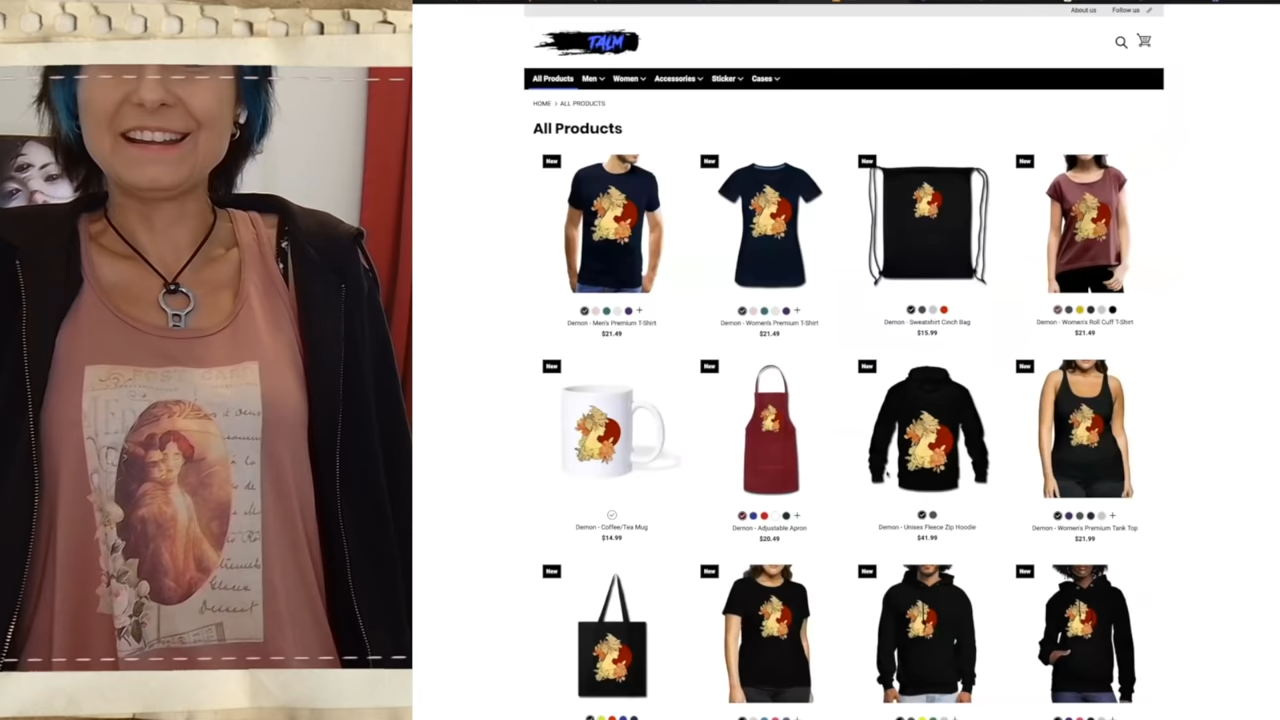 About us Follow us
TALM
All Products Men Women Accessories Sticker Cases
HOME > ALL PRODUCTS
All Products
New New New New
Demon - Men's Premium T-Shirt
$21.49
Demon - Women's Premium T-Shirt
$21.49
Demon - Sweatshirt Cinch Bag
$15.99
Demon - Women's Roll Cuff T-Shirt
$21.49
New New New New
Demon - Coffee/Tea Mug
$14.99
Demon - Adjustable Apron
$20.49
Demon - Unisex Fleece Zip Hoodie
$41.99
Demon - Women's Premium Tank Top
$21.99
New New New New
POST CARD